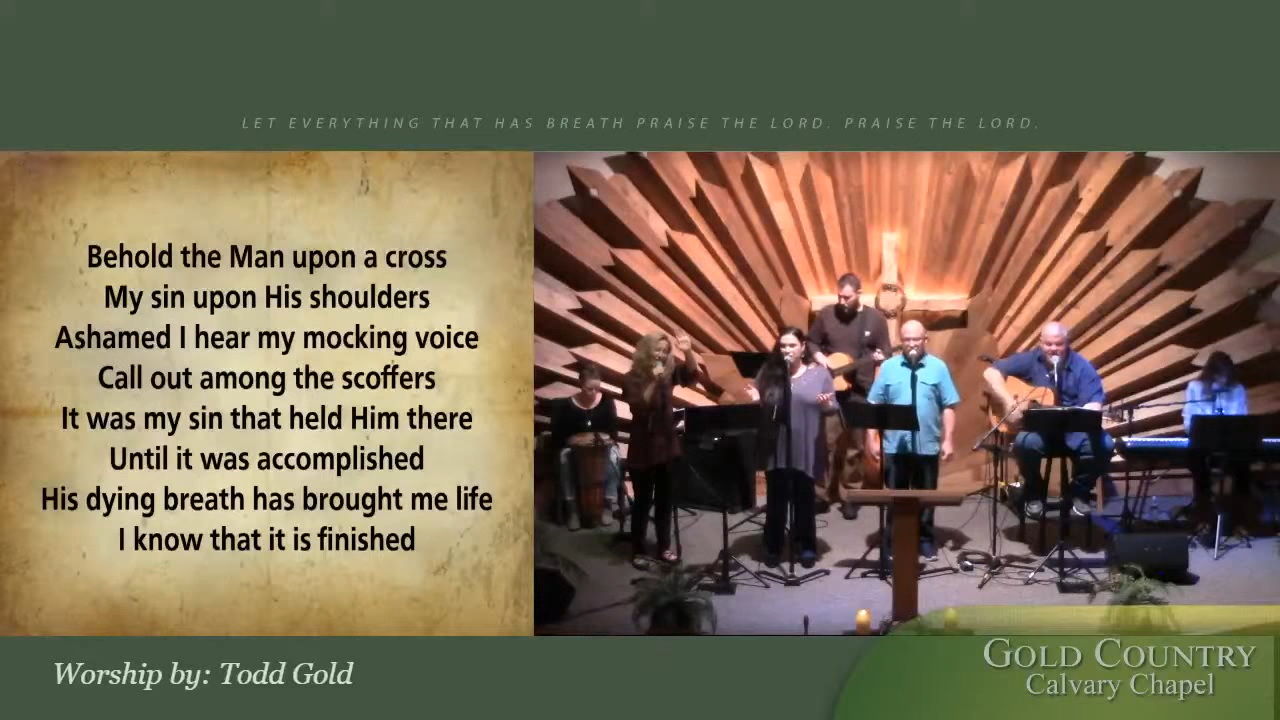 LET EVERYTHING THAT HAS BREATH PRAISE THE LORD. PRAISE THE LORD.
Behold the Man upon a cross
My sin upon His shoulders
Ashamed I hear my mocking voice
Call out among the scoffers
It was my sin that held Him there
Until it was accomplished
His dying breath has brought me life
I know that it is finished
Worship by: Todd Gold
GOLD COUNTRY
Calvary Chapel